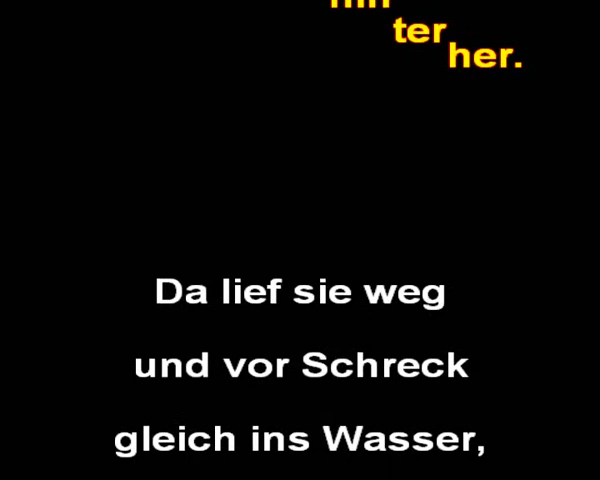 ter
her.
Da lief sie weg
und vor Schreck
gleich ins Wasser,